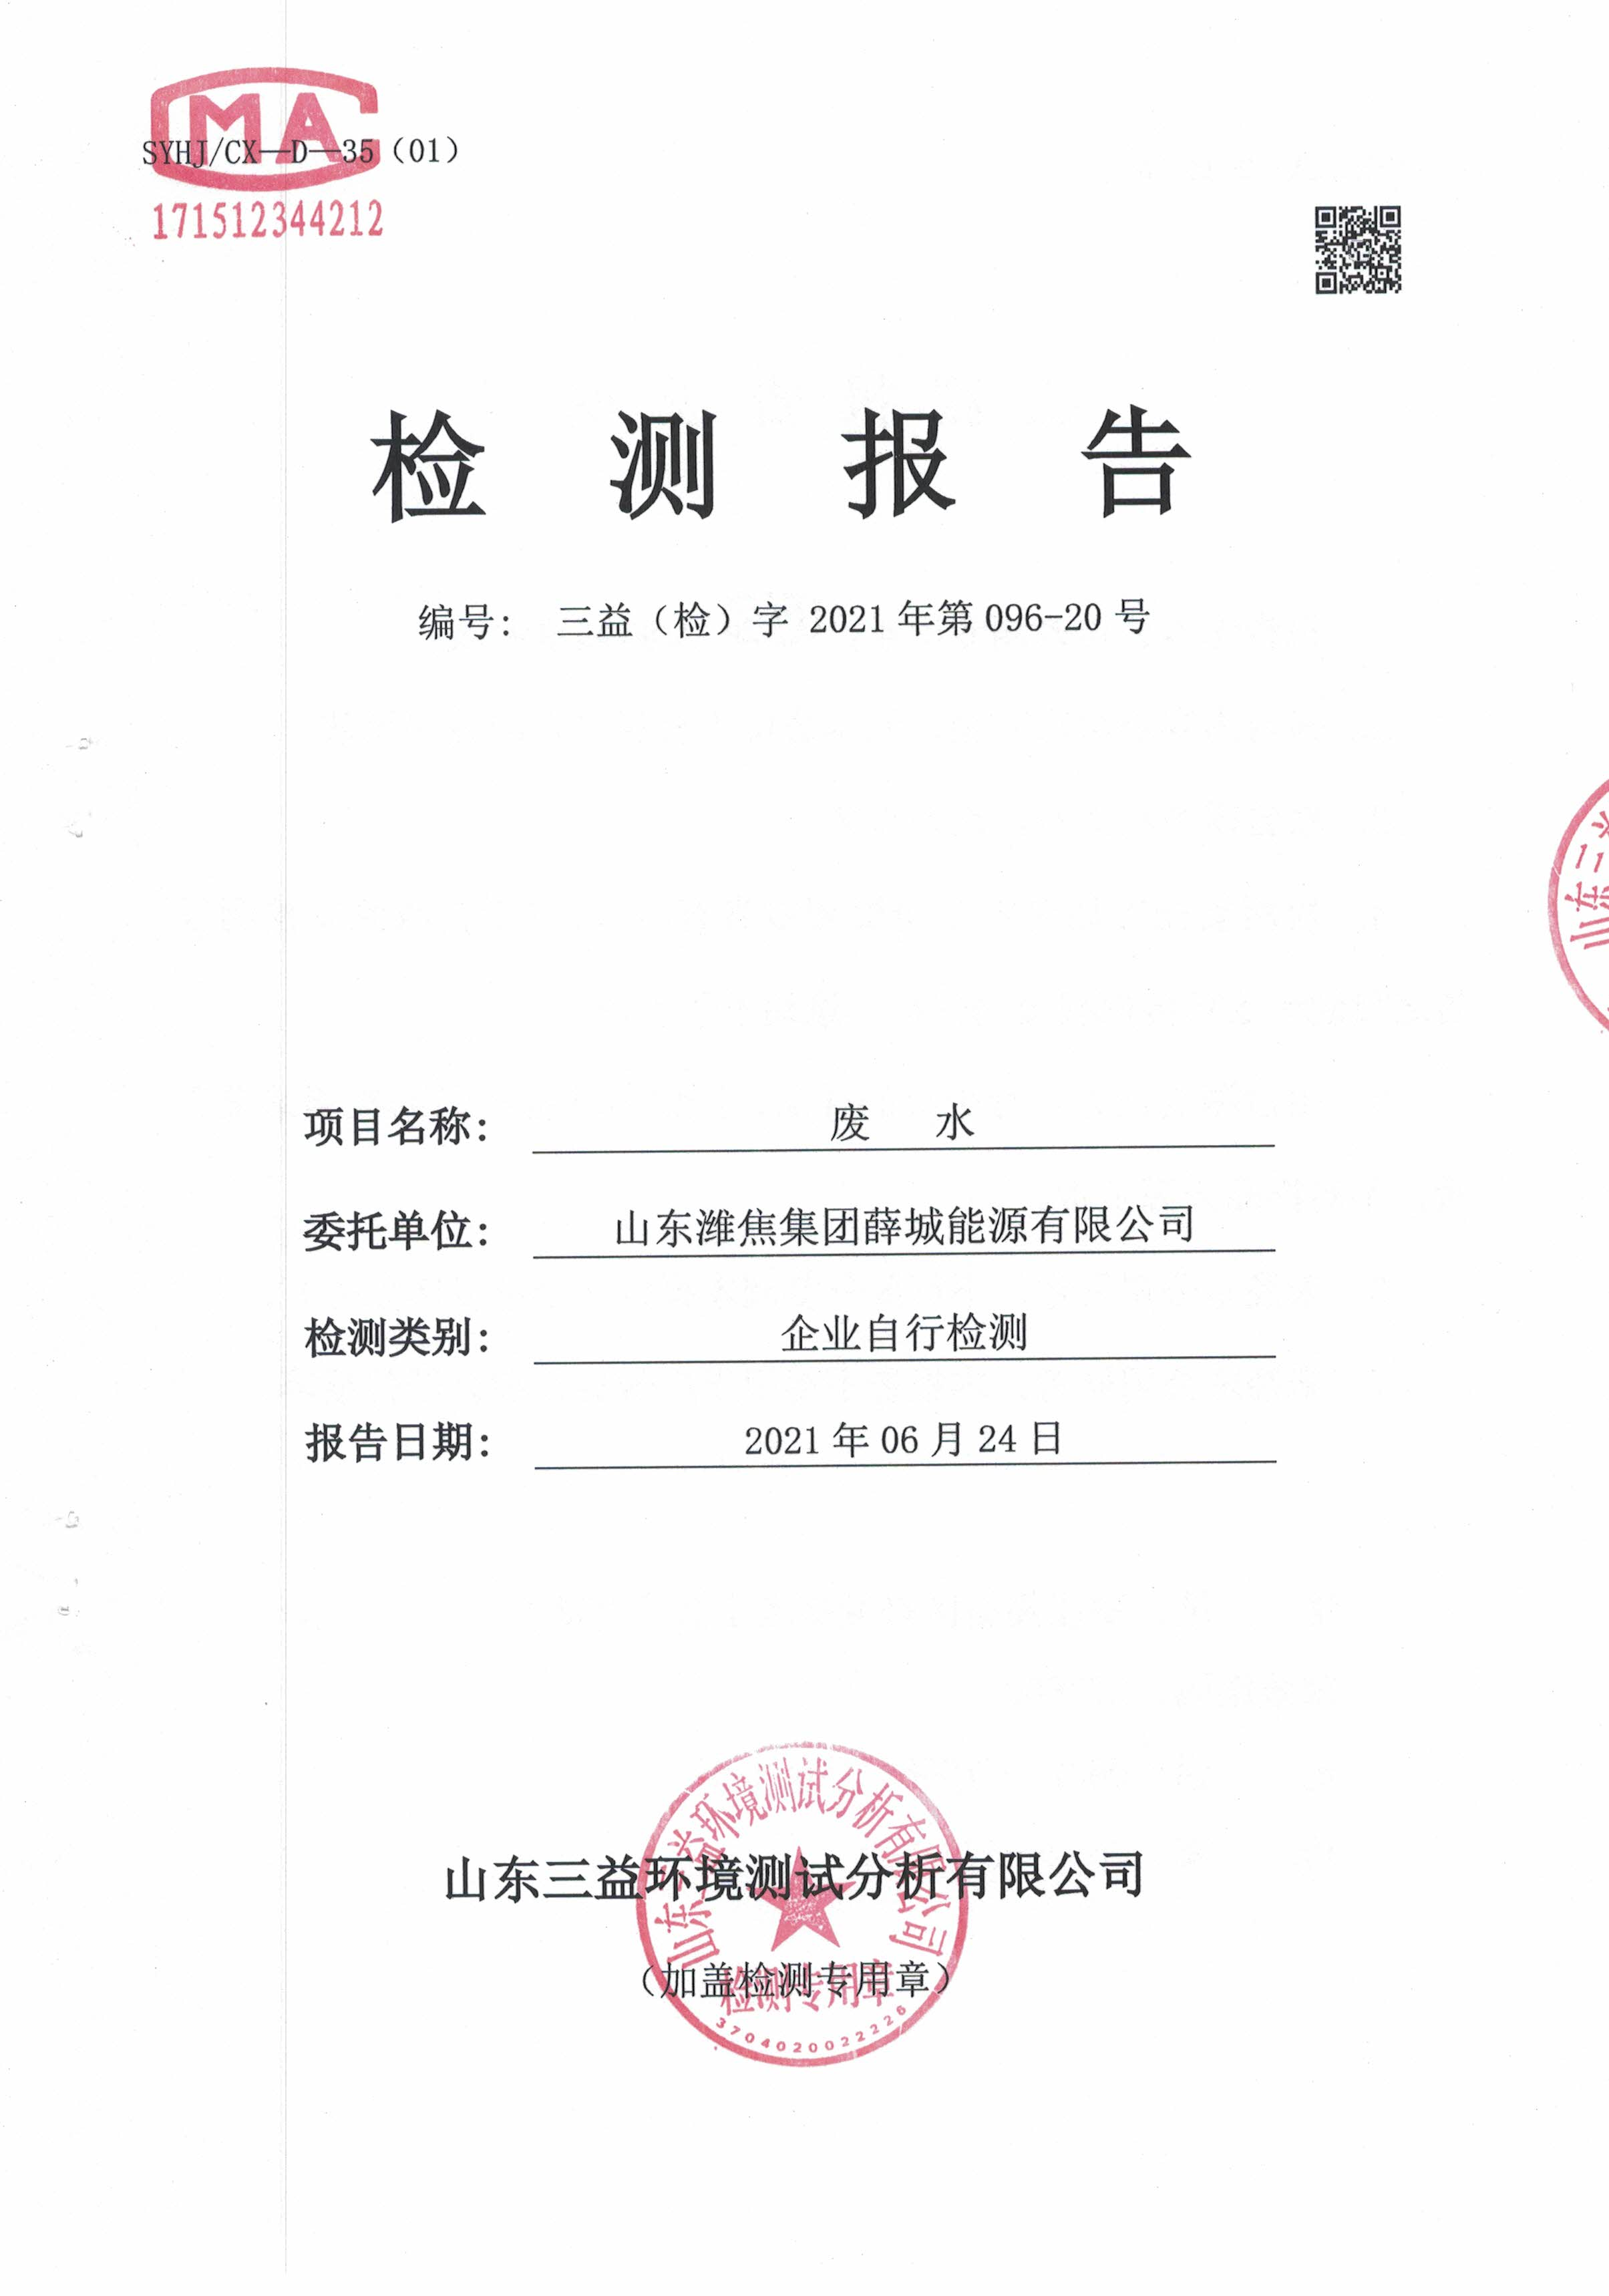 MA
SYHJ/CX—D—35（01）
171512344212
检 测 报 告
编号： 三益（检）字 2021 年第 096-20 号
山东三益
项目名称： 废 水
委托单位： 山东潍焦集团薛城能源有限公司
检测类别： 企业自行检测
报告日期： 2021 年 06 月 24 日
山东三益环境测试分析有限公司
山东三益环境测试分析有限公司
（加盖检测专用章）
检测专用章
3704020022226